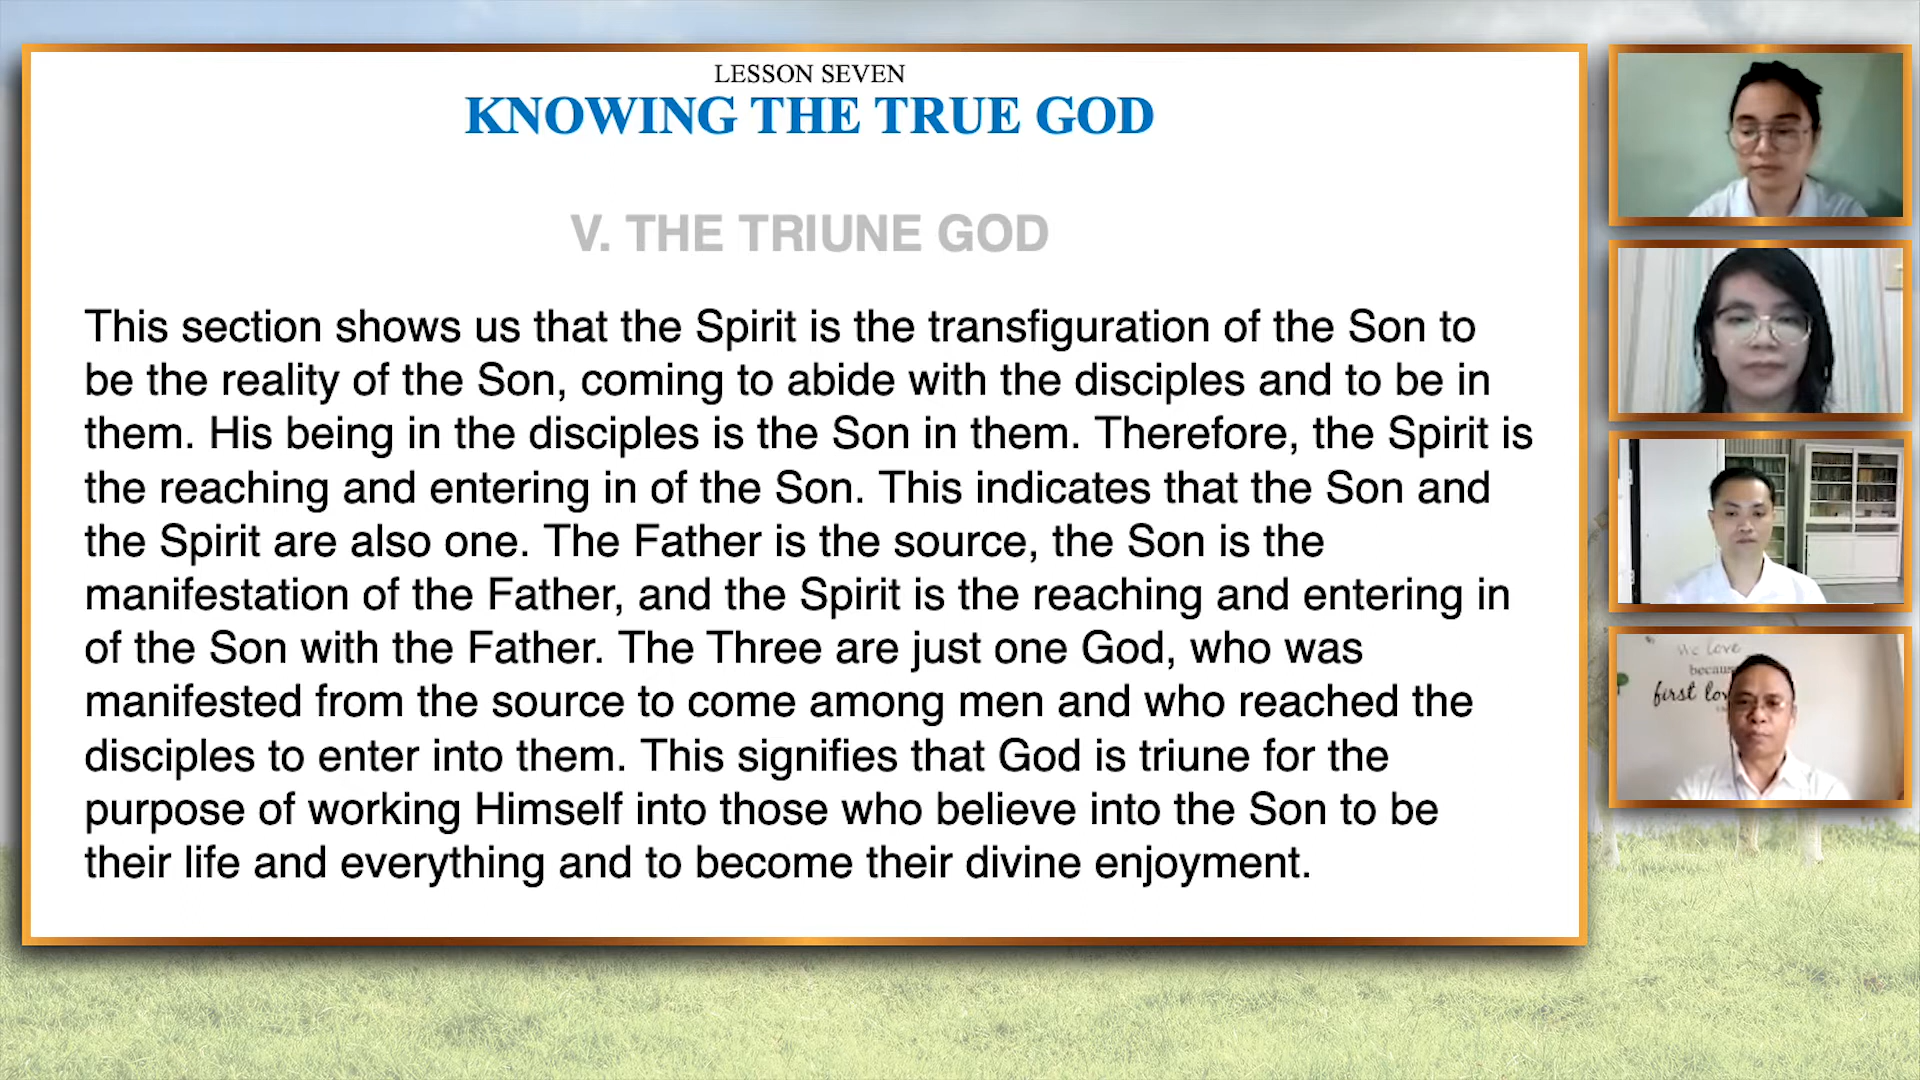 LESSON SEVEN
KNOWING THE TRUE GOD
V. THE TRIUNE GOD
This section shows us that the Spirit is the transfiguration of the Son to
be the reality of the Son, coming to abide with the disciples and to be in
them. His being in the disciples is the Son in them. Therefore, the Spirit is
the reaching and entering in of the Son. This indicates that the Son and
the Spirit are also one. The Father is the source, the Son is the
manifestation of the Father, and the Spirit is the reaching and entering in
of the Son with the Father. The Three are just one God, who was
manifested from the source to come among men and who reached the
disciples to enter into them. This signifies that God is triune for the
purpose of working Himself into those who believe into the Son to be
their life and everything and to become their divine enjoyment.
We love
first